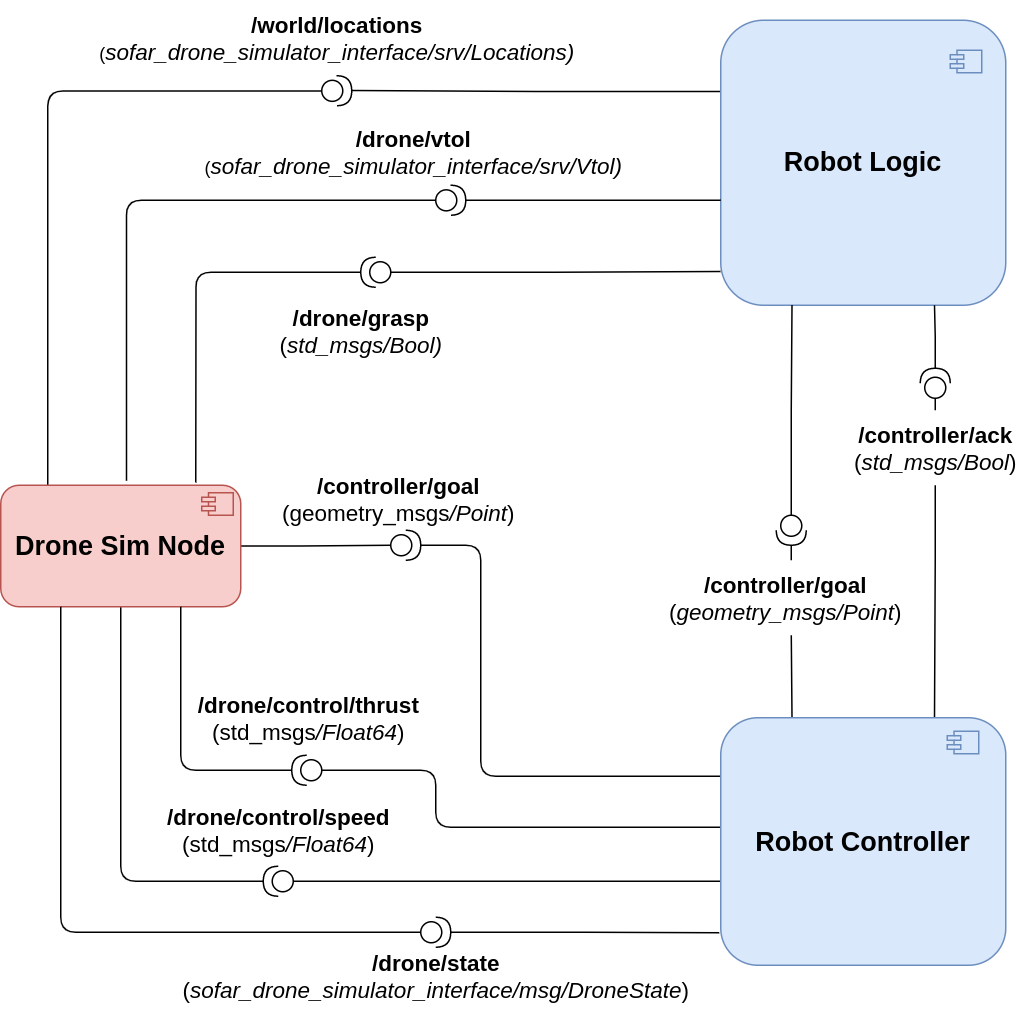 /world/locations
(sofar_drone_simulator_interface/srv/Locations)
/drone/vtol
(sofar_drone_simulator_interface/srv/Vtol)
Robot Logic
/drone/grasp
(std_msgs/Bool)
/controller/ack
(std_msgs/Bool)
/controller/goal
(geometry_msgs/Point)
Drone Sim Node
/controller/goal
(geometry_msgs/Point)
/drone/control/thrust
(std_msgs/Float64)
/drone/control/speed
(std_msgs/Float64)
Robot Controller
/drone/state
(sofar_drone_simulator_interface/msg/DroneState)